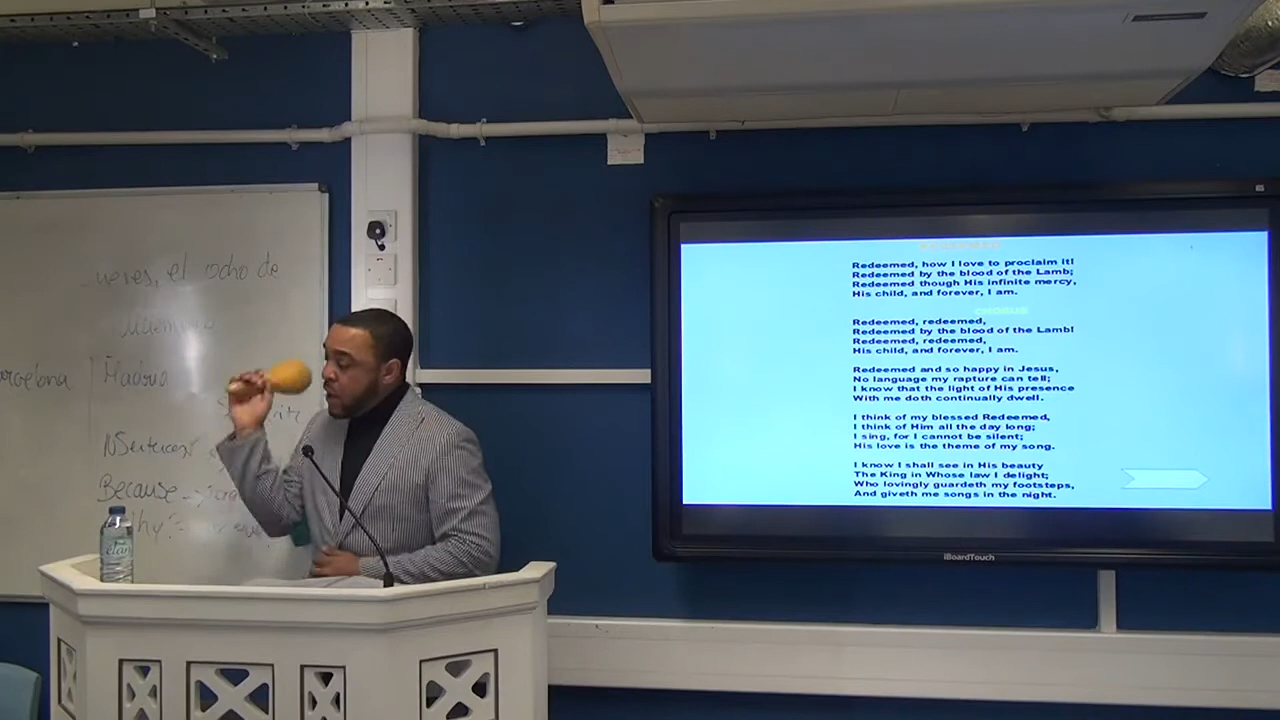 ueves, el ocho de
arcelona
Because
REDEEMED
Redeemed, how I love to proclaim it!
Redeemed by the blood of the Lamb;
Redeemed though His infinite mercy,
His child, and forever, I am.
CHORUS
Redeemed, redeemed,
Redeemed by the blood of the Lamb!
Redeemed, redeemed,
His child, and forever, I am.
Redeemed and so happy in Jesus,
No language my rapture can tell;
I know that the light of His presence
With me doth continually dwell.
I think of my blessed Redeemed,
I think of Him all the day long;
I sing, for I cannot be silent;
His love is the theme of my song.
I know I shall see in His beauty
The King in Whose law I delight;
Who lovingly guardeth my footsteps,
And giveth me songs in the night.
iBoardTouch